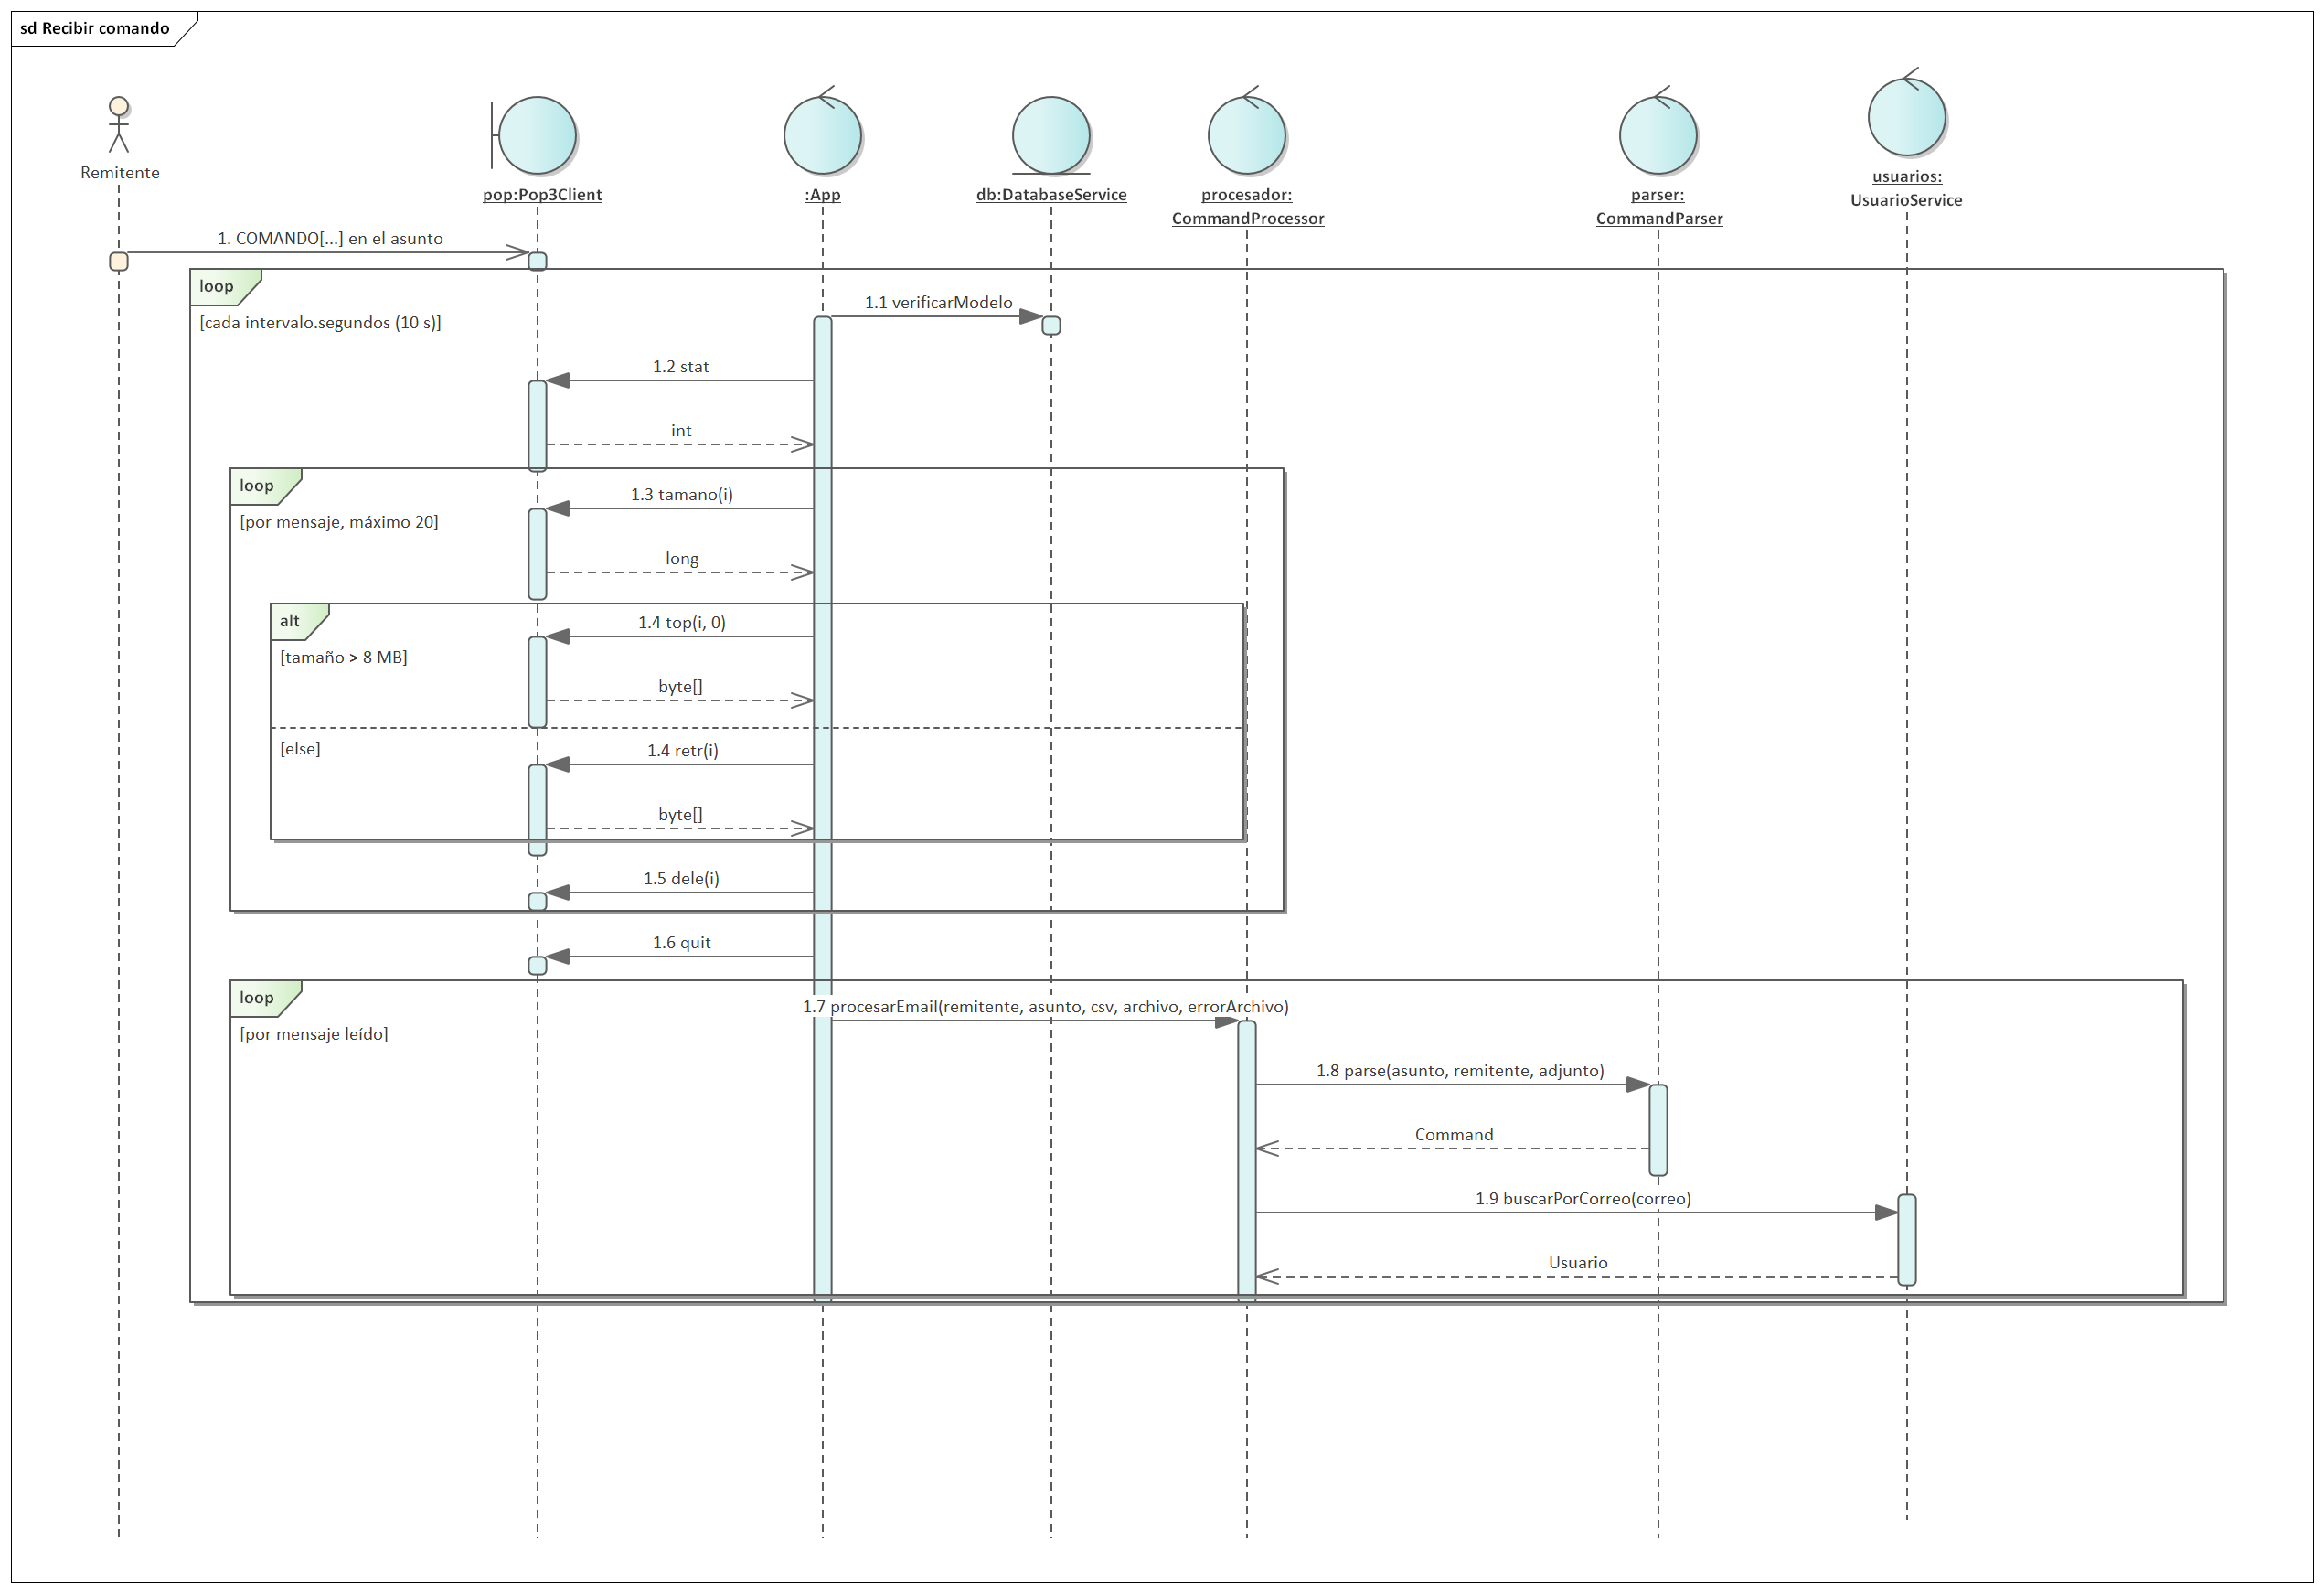 sd Recibir comando
Remitente
pop:Pop3Client
:App
db:DatabaseService
procesador:
CommandProcessor
parser:
CommandParser
usuarios:
UsuarioService
1. COMANDO[...] en el asunto
loop
[cada intervalo.segundos (10 s)]
1.1 verificarModelo
1.2 stat
int
loop
[por mensaje, máximo 20]
1.3 tamano(i)
long
alt
[tamaño > 8 MB]
1.4 top(i, 0)
byte[]
[else]
1.4 retr(i)
byte[]
1.5 dele(i)
1.6 quit
loop
[por mensaje leído]
1.7 procesarEmail(remitente, asunto, csv, archivo, errorArchivo)
1.8 parse(asunto, remitente, adjunto)
Command
1.9 buscarPorCorreo(correo)
Usuario